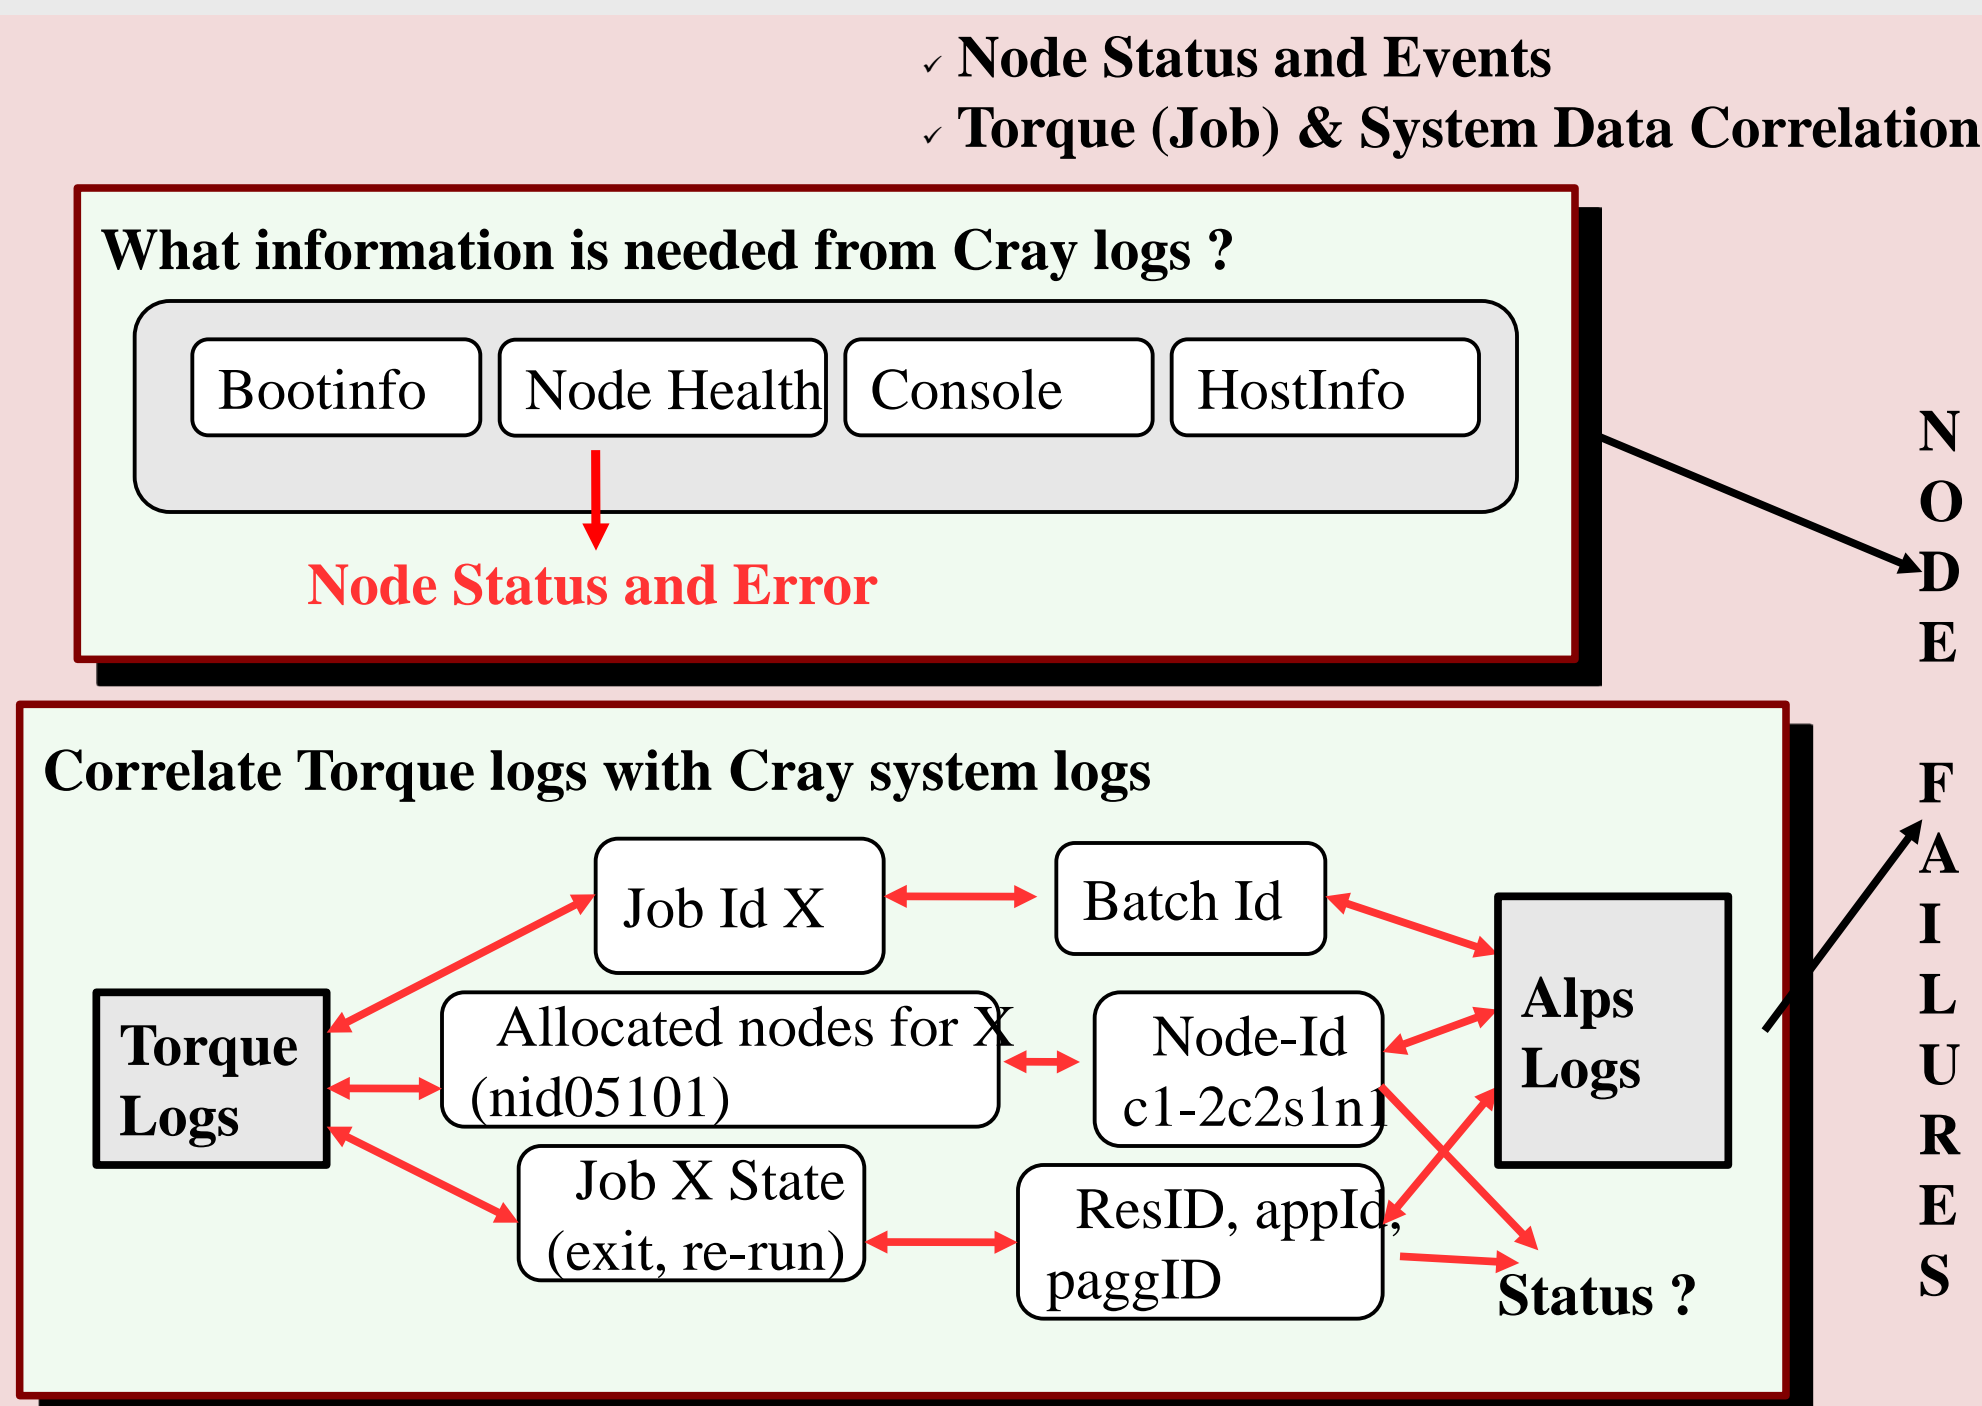 ✓ Node Status and Events
✓ Torque (Job) & System Data Correlation
What information is needed from Cray logs ?
Bootinfo
Node Health
Console
HostInfo
Node Status and Error
Correlate Torque logs with Cray system logs
Job Id X
Batch Id
Torque
Logs
Allocated nodes for X
(nid05101)
Node-Id
c1-2c2s1n1
Alps
Logs
Job X State
(exit, re-run)
ResID, appId,
paggID
Status ?
N
O
D
E
F
A
I
L
U
R
E
S